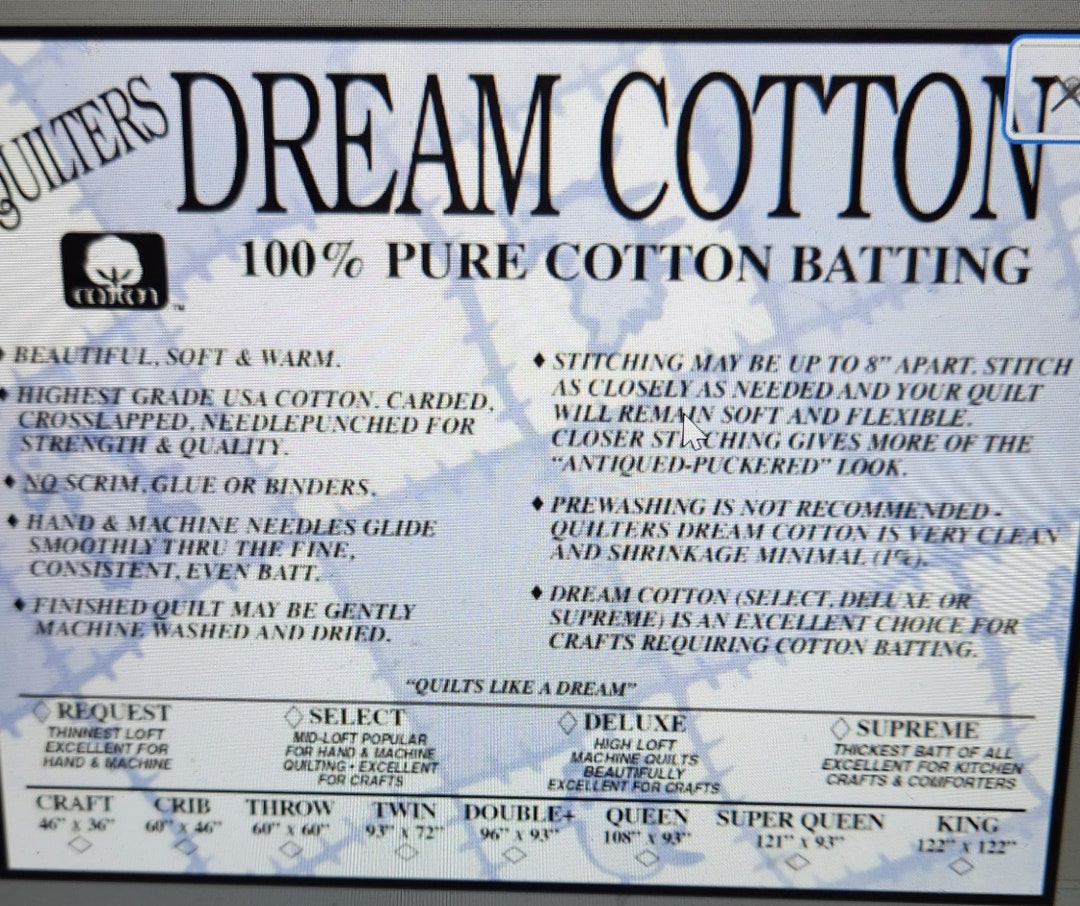 QUILTERS DREAM COTTON
cotton
TM
100% PURE COTTON BATTING
♦ BEAUTIFUL, SOFT & WARM.
♦ HIGHEST GRADE USA COTTON. CARDED,
CROSSLAPPED, NEEDLEPUNCHED FOR
STRENGTH & QUALITY.
♦ NO SCRIM, GLUE OR BINDERS.
♦ HAND & MACHINE NEEDLES GLIDE
SMOOTHLY THRU THE FINE,
CONSISTENT, EVEN BATT.
♦ FINISHED QUILT MAY BE GENTLY
MACHINE WASHED AND DRIED.
♦ STITCHING MAY BE UP TO 8" APART. STITCH
AS CLOSELY AS NEEDED AND YOUR QUILT
WILL REMAIN SOFT AND FLEXIBLE.
CLOSER STITCHING GIVES MORE OF THE
"ANTIQUED-PUCKERED" LOOK.
♦ PREWASHING IS NOT RECOMMENDED-
QUILTERS DREAM COTTON IS VERY CLEAN
AND SHRINKAGE MINIMAL (1%).
♦ DREAM COTTON (SELECT, DELUXE OR
SUPREME) IS AN EXCELLENT CHOICE FOR
CRAFTS REQUIRING COTTON BATTING.
"QUILTS LIKE A DREAM"
◇ REQUEST
THINNEST LOFT
EXCELLENT FOR
HAND & MACHINE
◇ SELECT
MID-LOFT POPULAR
FOR HAND & MACHINE
QUILTING • EXCELLENT
FOR CRAFTS
◇ DELUXE
HIGH LOFT
MACHINE QUILTS
BEAUTIFULLY
EXCELLENT FOR CRAFTS
◇ SUPREME
THICKEST BATT OF ALL
EXCELLENT FOR KITCHEN
CRAFTS & COMFORTERS
CRAFT
46" X 36"
CRIB
60" X 46"
THROW
60" X 60"
TWIN
93" X 72"
DOUBLE+
96" X 93"
QUEEN
108" X 93"
SUPER QUEEN
121" X 93"
KING
122" X 122"